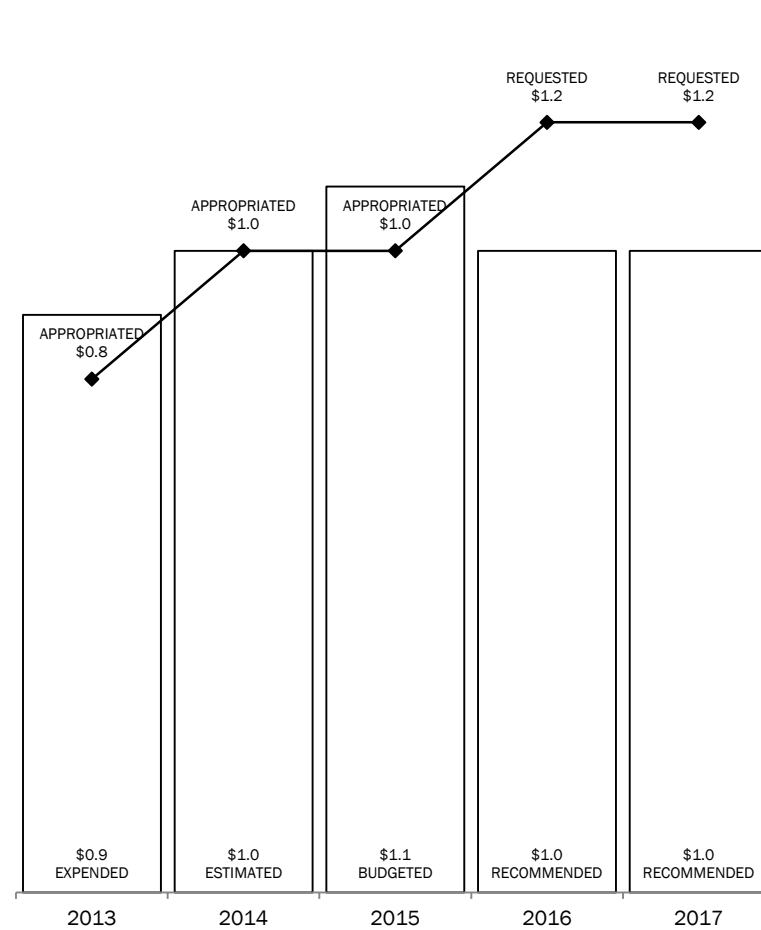 REQUESTED
$1.2
REQUESTED
$1.2
APPROPRIATED
$1.0
APPROPRIATED
$1.0
APPROPRIATED
$0.8
$0.9
EXPENDED
$1.0
ESTIMATED
$1.1
BUDGETED
$1.0
RECOMMENDED
$1.0
RECOMMENDED
2013
2014
2015
2016
2017